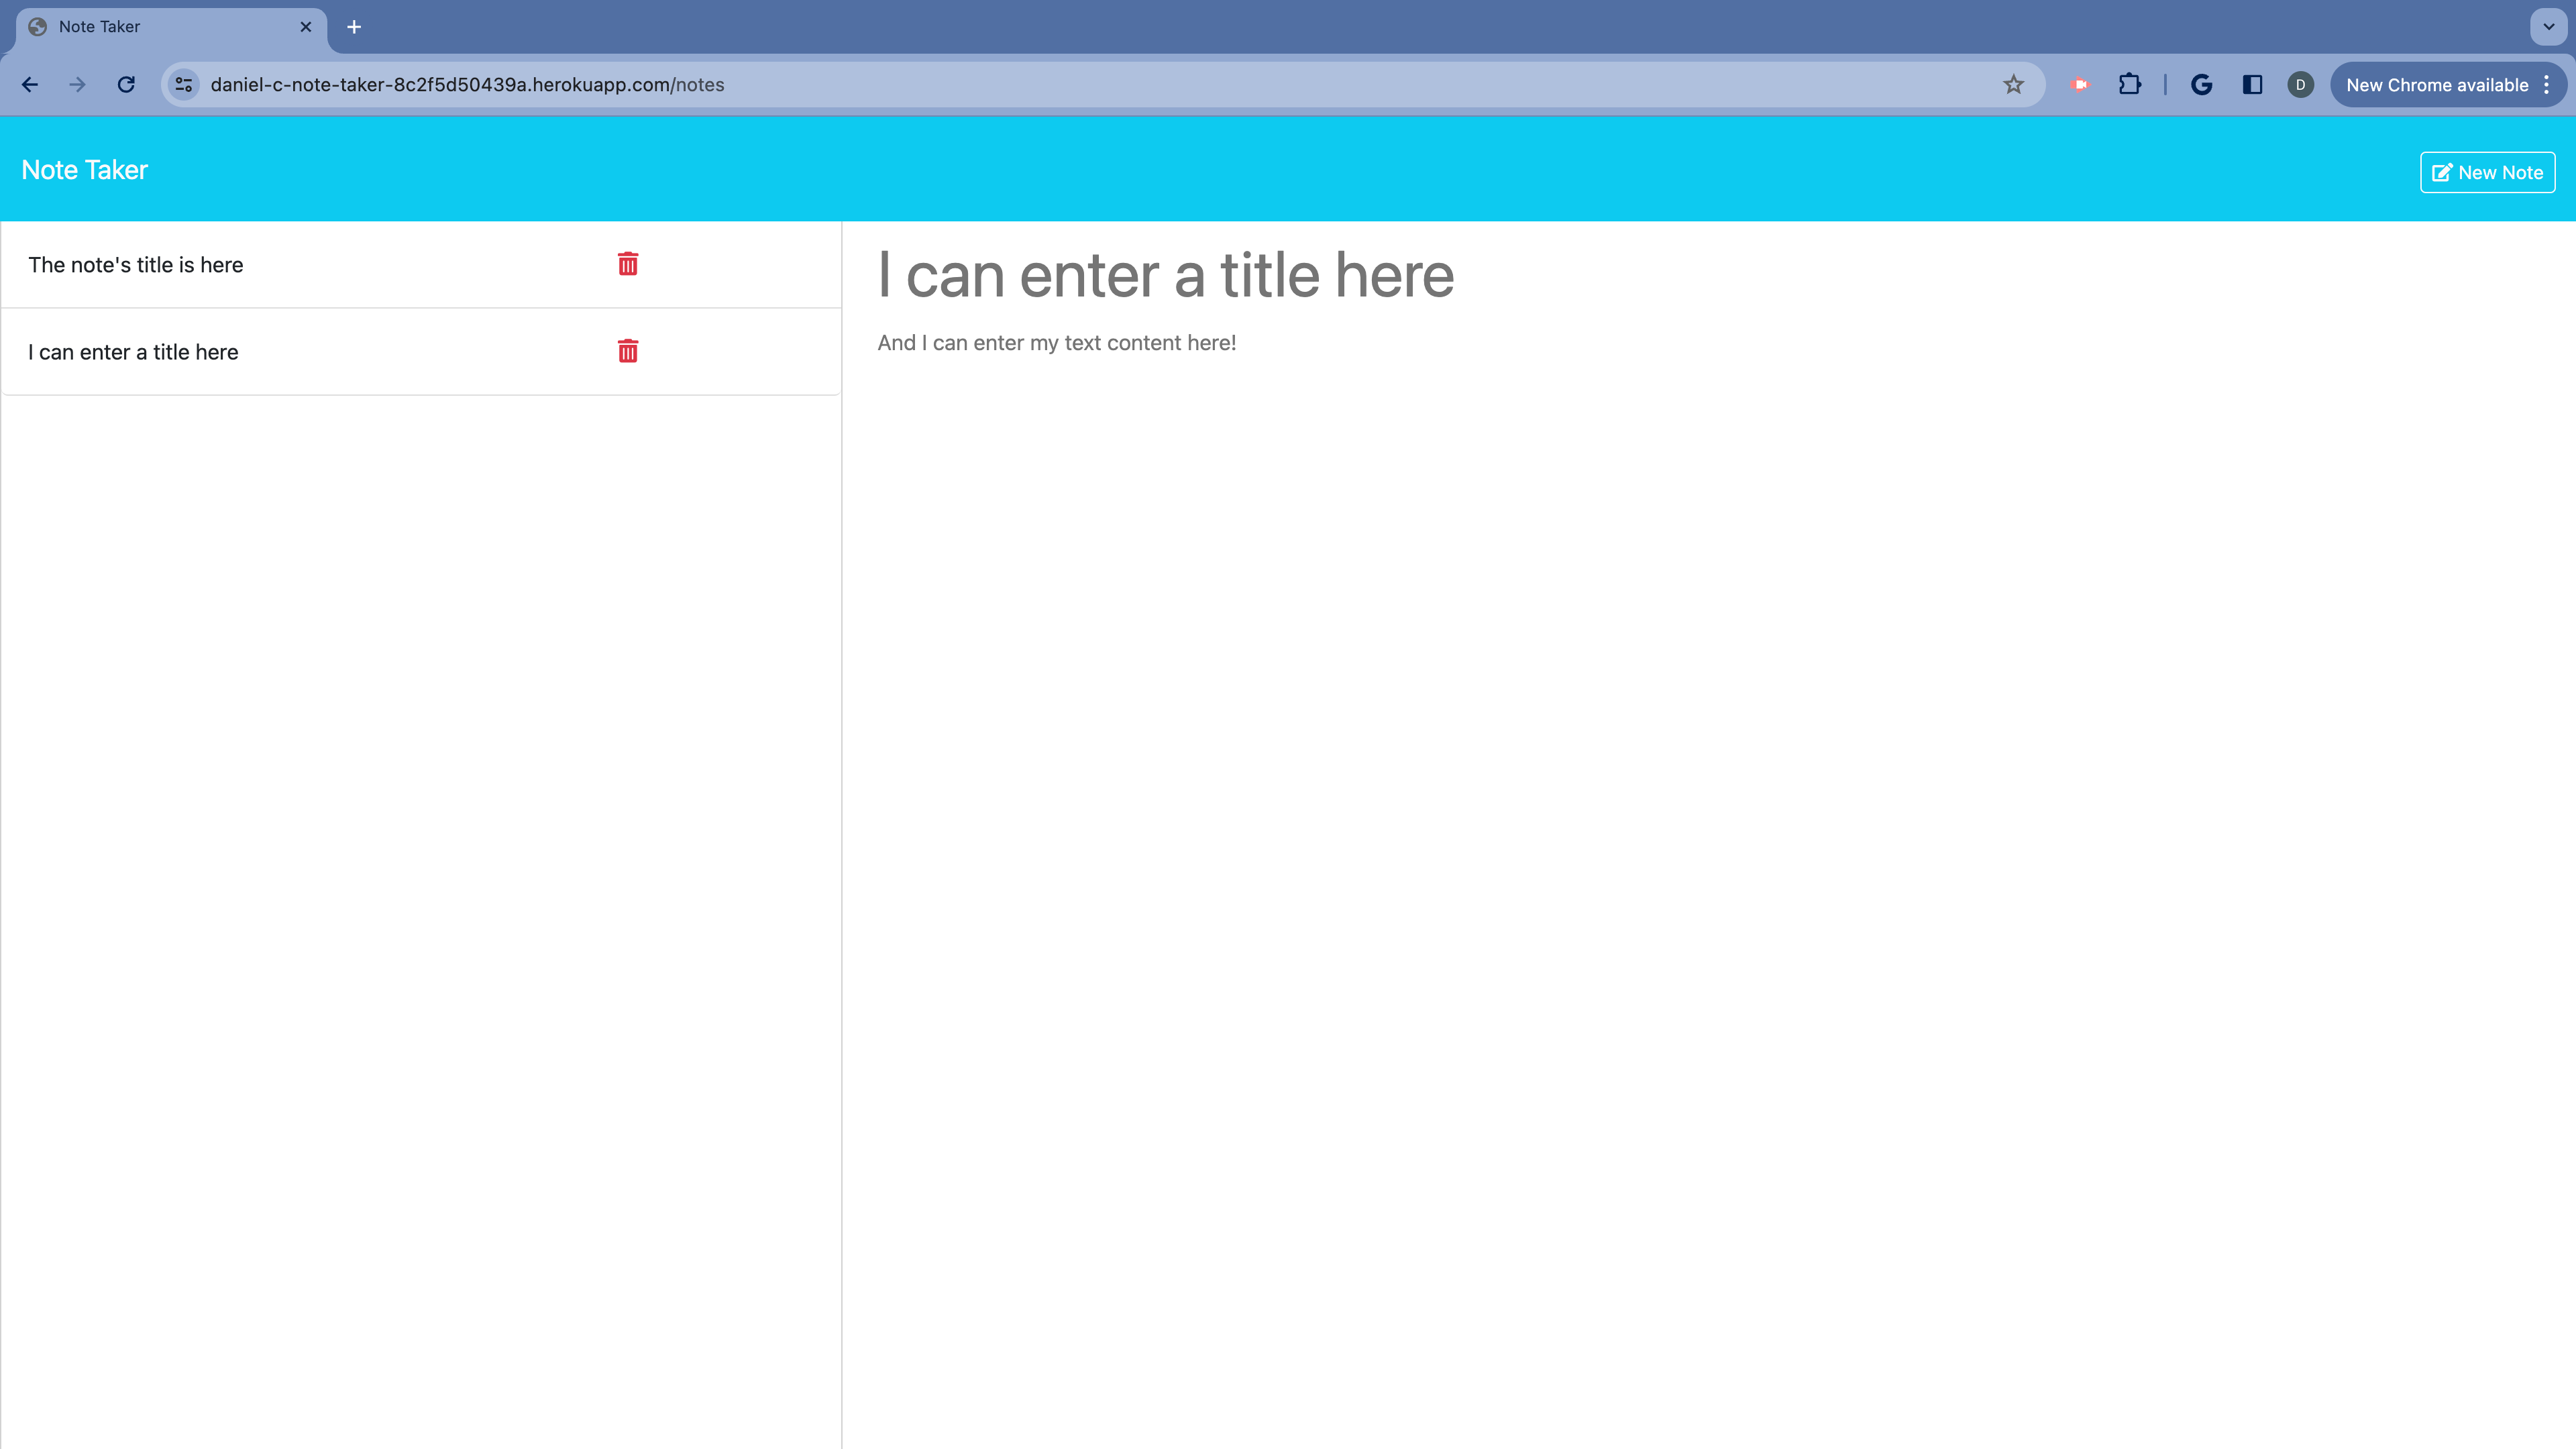 Note Taker
daniel-c-note-taker-8c2f5d50439a.herokuapp.com/notes
D
New Chrome available
Note Taker
New Note
The note's title is here
I can enter a title here
I can enter a title here
And I can enter my text content here!